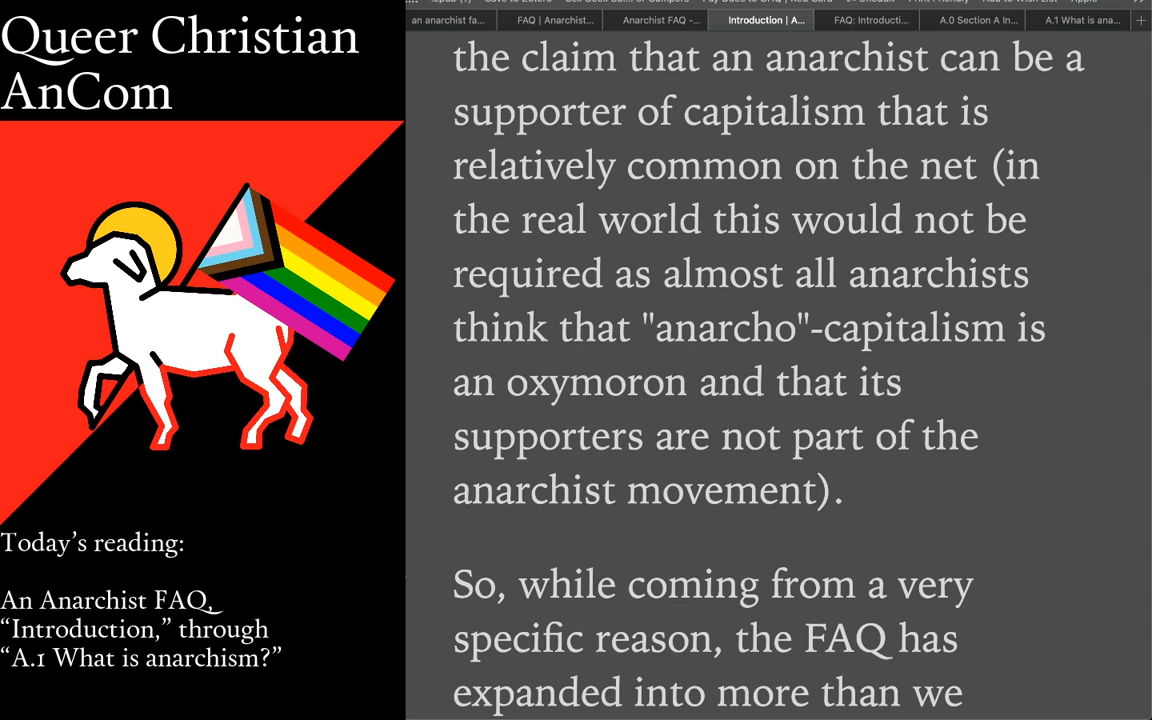 Queer Christian
AnCom
Today’s reading:
An Anarchist FAQ,
“Introduction,” through
“A.1 What is anarchism?”
an anarchist fa...
FAQ | Anarchist...
Anarchist FAQ -...
Introduction | A...
FAQ: Introducti...
A.0 Section A In...
A.1 What is ana...
the claim that an anarchist can be a
supporter of capitalism that is
relatively common on the net (in
the real world this would not be
required as almost all anarchists
think that "anarcho"-capitalism is
an oxymoron and that its
supporters are not part of the
anarchist movement).
So, while coming from a very
specific reason, the FAQ has
expanded into more than we